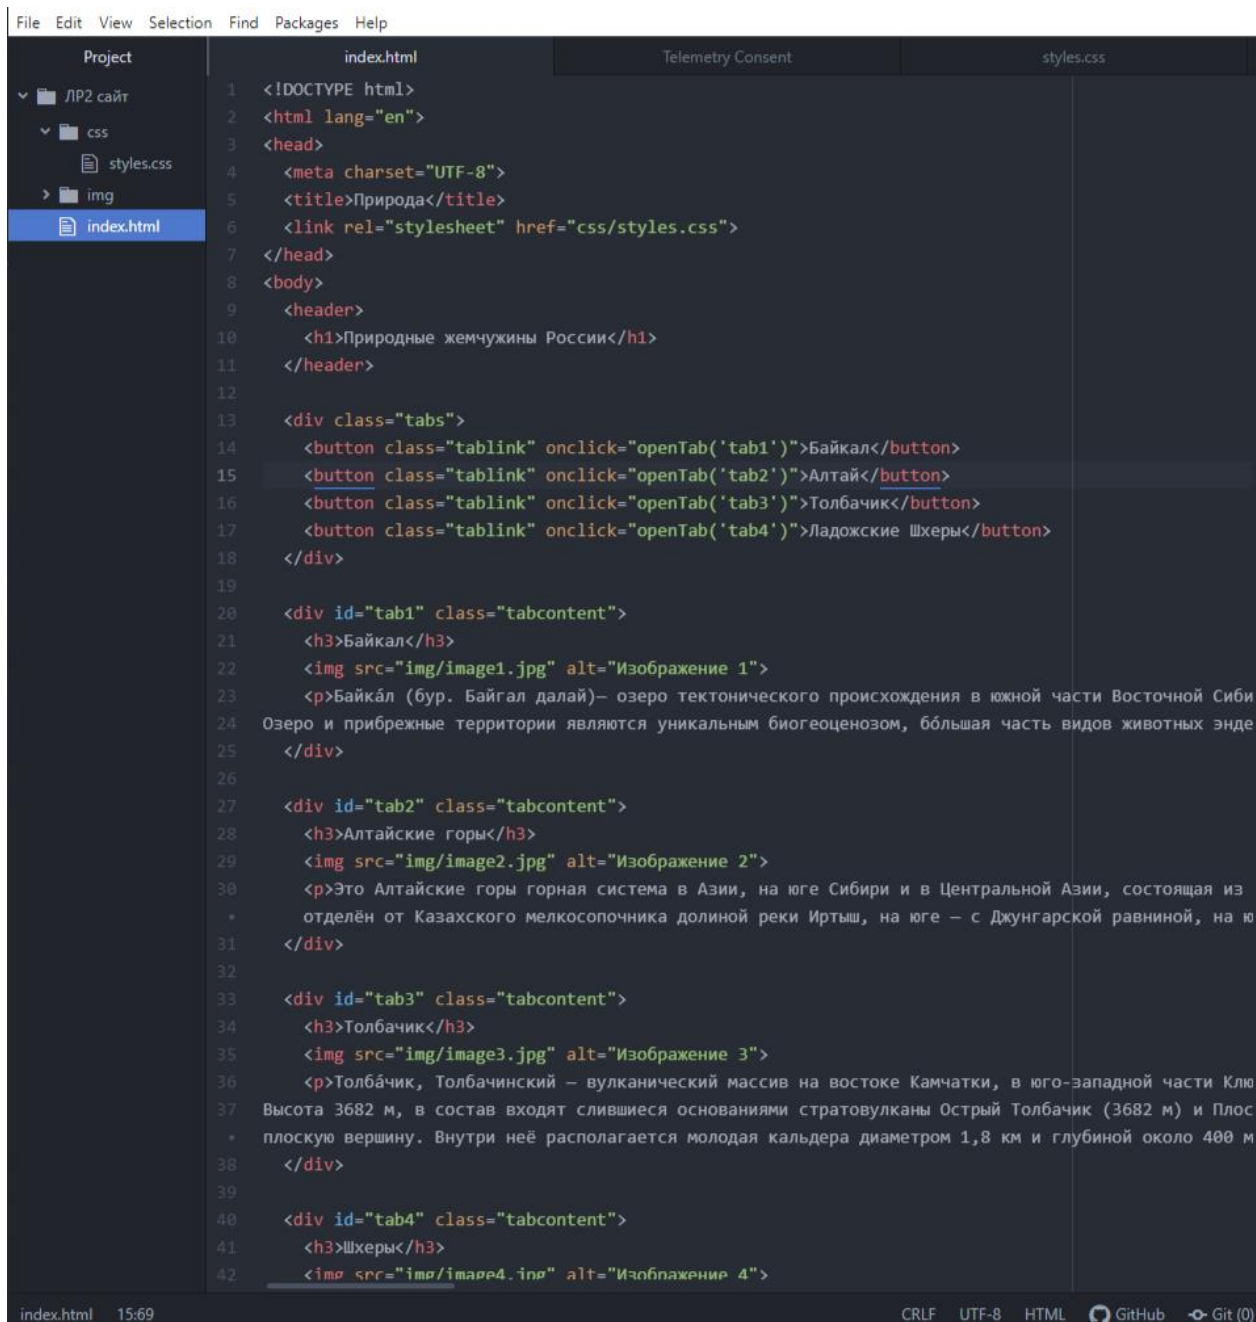 File Edit View Selection Find Packages Help
Project
index.html
Telemetry Consent
styles.css
ЛР2 сайт
css
styles.css
img
index.html
1 <!DOCTYPE html>
2 <html lang="en">
3 <head>
4 <meta charset="UTF-8">
5 <title>Природа</title>
6 <link rel="stylesheet" href="css/styles.css">
7 </head>
8 <body>
9 <header>
10 <h1>Природные жемчужины России</h1>
11 </header>
12
13 <div class="tabs">
14 <button class="tablink" onclick="openTab('tab1')">Байкал</button>
15 <button class="tablink" onclick="openTab('tab2')">Алтай</button>
16 <button class="tablink" onclick="openTab('tab3')">Толбачик</button>
17 <button class="tablink" onclick="openTab('tab4')">Ладожские Шхеры</button>
18 </div>
19
20 <div id="tab1" class="tabcontent">
21 <h3>Байкал</h3>
22 <img src="img/image1.jpg" alt="Изображение 1">
23 <p>Байка́л (бур. Байгал далай)— озеро тектонического происхождения в южной части Восточной Сиби
24 Озеро и прибрежные территории являются уникальным биогеоценозом, бо́льшая часть видов животных энде
25 </div>
26
27 <div id="tab2" class="tabcontent">
28 <h3>Алтайские горы</h3>
29 <img src="img/image2.jpg" alt="Изображение 2">
30 <p>Это Алтайские горы горная система в Азии, на юге Сибири и в Центральной Азии, состоящая из
• отделён от Казахского мелкосопочника долиной реки Иртыш, на юге — с Джунгарской равниной, на ю
31 </div>
32
33 <div id="tab3" class="tabcontent">
34 <h3>Толбачик</h3>
35 <img src="img/image3.jpg" alt="Изображение 3">
36 <p>Толба́чик, Толбачинский — вулканический массив на востоке Камчатки, в юго-западной части Клю
37 Высота 3682 м, в состав входят слившиеся основаниями стратовулканы Острый Толбачик (3682 м) и Плос
• плоскую вершину. Внутри неё располагается молодая кальдера диаметром 1,8 км и глубиной около 400 м
38 </div>
39
40 <div id="tab4" class="tabcontent">
41 <h3>Шхеры</h3>
42 <img src="img/image4.jpg" alt="Изображение 4">
index.html 15:69
CRLF UTF-8 HTML GitHub Git (0)